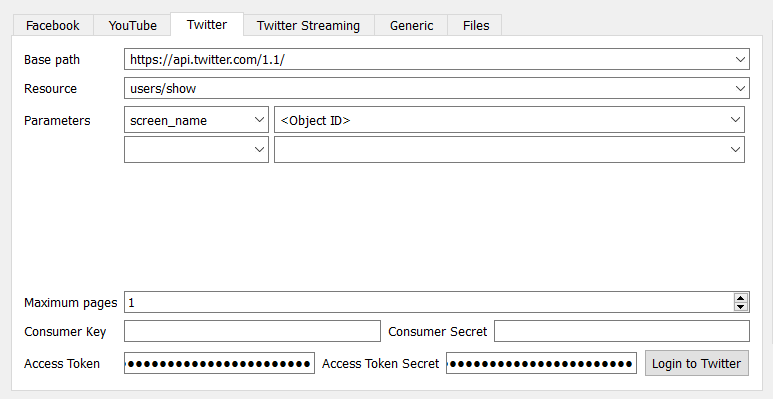 Facebook YouTube Twitter Twitter Streaming Generic Files
Base path https://api.twitter.com/1.1/
Resource users/show
Parameters screen_name <Object ID>
Maximum pages 1
Consumer Key Consumer Secret
Access Token ●●●●●●●●●●●●●●●●●●●●●●● Access Token Secret ●●●●●●●●●●●●●●●●●●●●●●● Login to Twitter